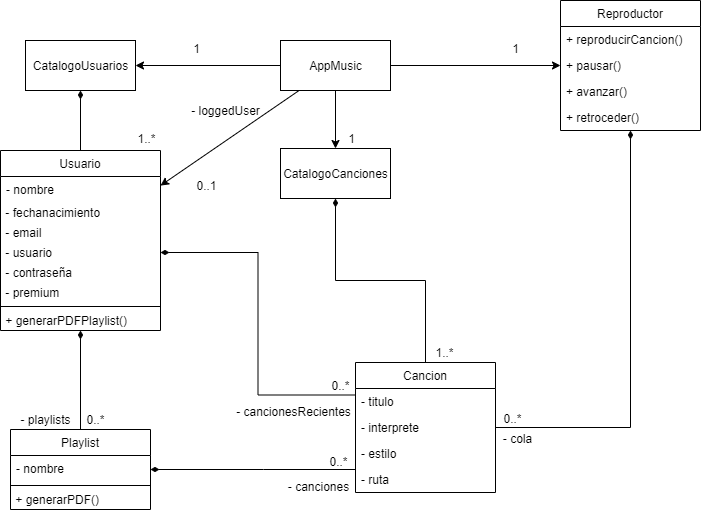 Reproductor
+ reproducirCancion()
+ pausar()
+ avanzar()
+ retroceder()
CatalogoUsuarios
1
AppMusic
1
- loggedUser
1..*
0..1
1
CatalogoCanciones
Usuario
- nombre
- fechanacimiento
- email
- usuario
- contraseña
- premium
+ generarPDFPlaylist()
1..*
Cancion
- titulo
- interprete
- estilo
- ruta
0..*
- cancionesRecientes
0..*
- cola
- playlists
0..*
Playlist
- nombre
+ generarPDF()
0..*
- canciones